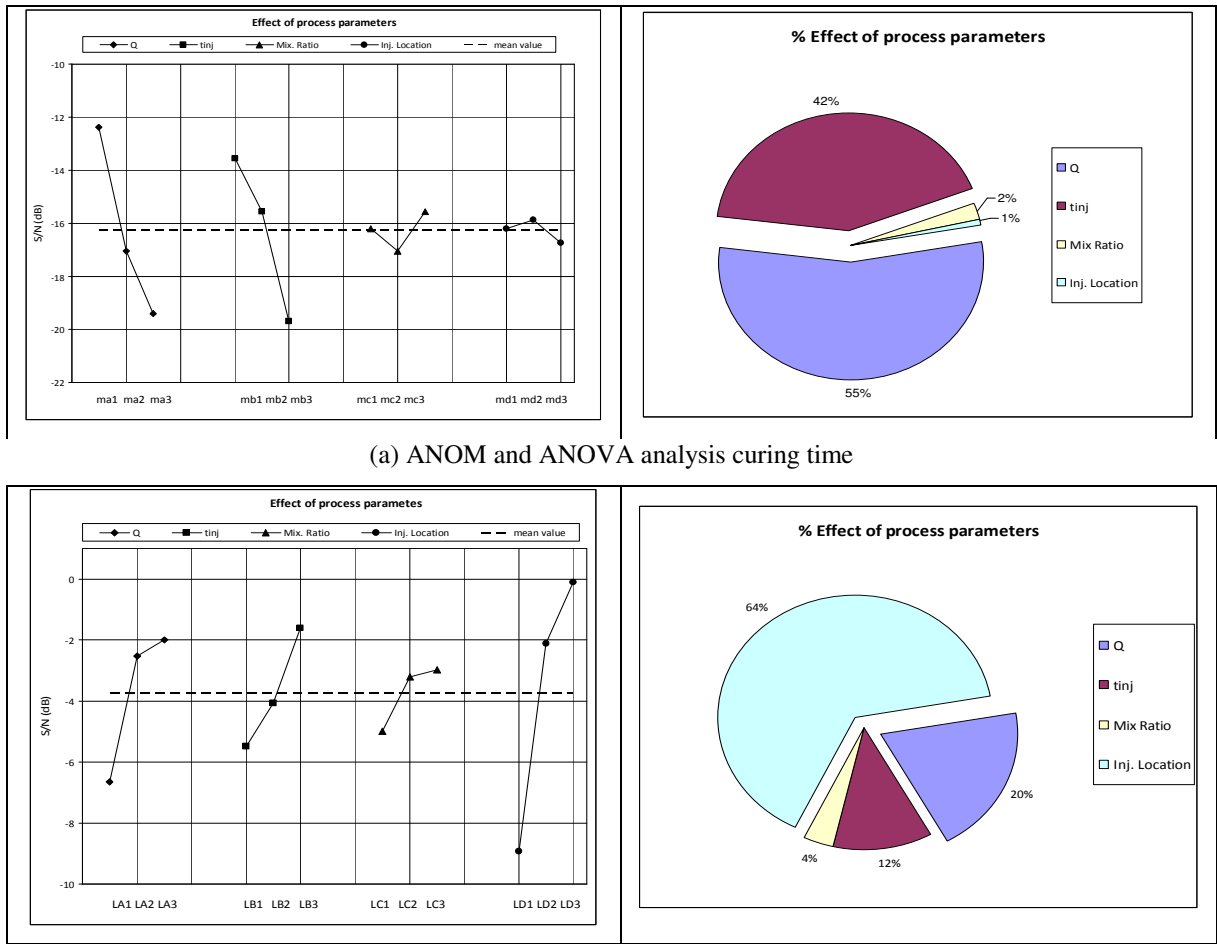 Effect of process parameters
Q tinj Mix. Ratio Inj. Location mean value
-10
-12
-14
-16
-18
-20
-22
S/N (dB)
ma1 ma2 ma3 mb1 mb2 mb3 mc1 mc2 mc3 md1 md2 md3
% Effect of process parameters
42%
2%
1%
55%
Q
tinj
Mix Ratio
Inj. Location
(a) ANOM and ANOVA analysis curing time
Effect of process parametes
Q tinj Mix. Ratio Inj. Location mean value
0
-2
-4
-6
-8
-10
S/N (dB)
LA1 LA2 LA3 LB1 LB2 LB3 LC1 LC2 LC3 LD1 LD2 LD3
% Effect of process parameters
64%
20%
12%
4%
Q
tinj
Mix Ratio
Inj. Location